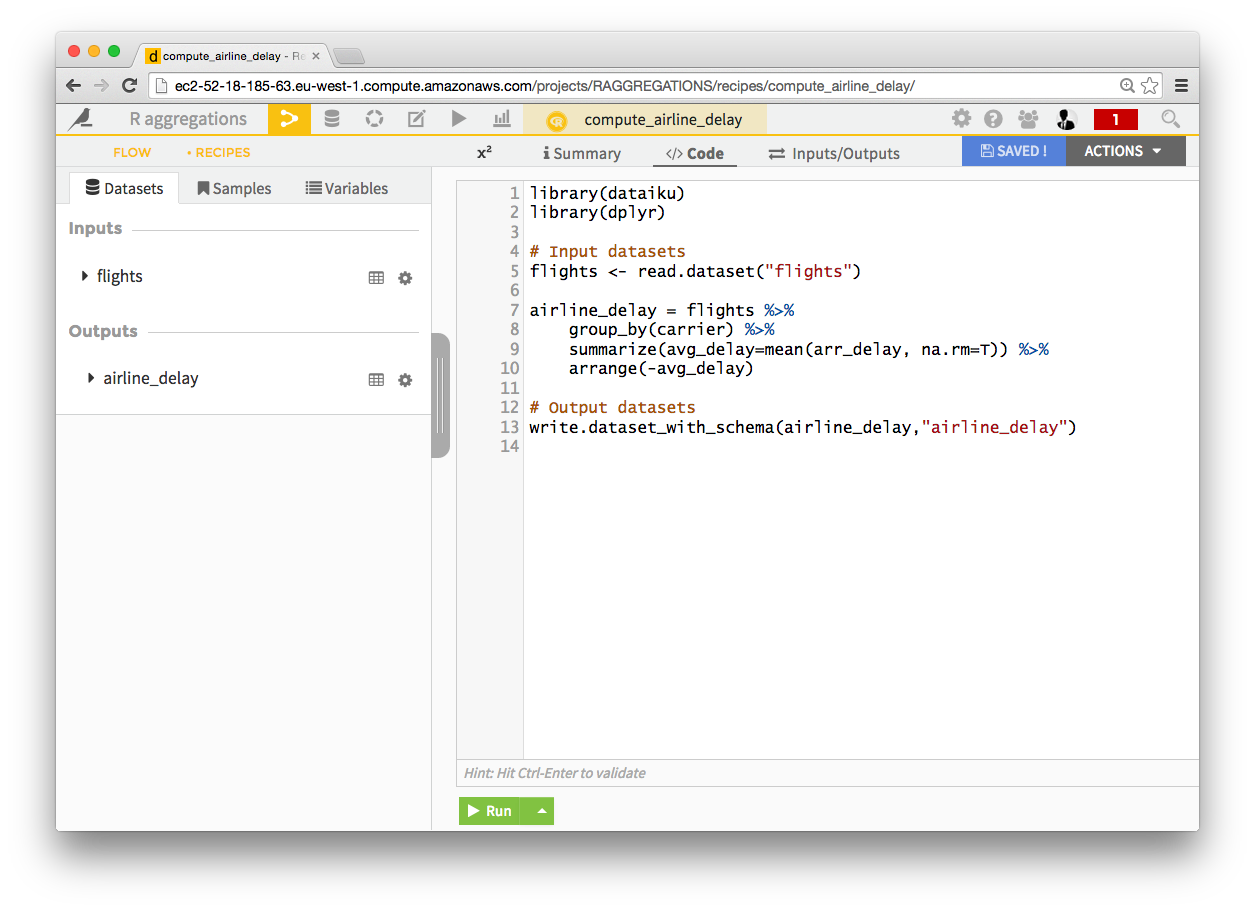 d compute_airline_delay - Re ×
ec2-52-18-185-63.eu-west-1.compute.amazonaws.com/projects/RAGGREGATIONS/recipes/compute_airline_delay/
R aggregations R compute_airline_delay ? 1
FLOW • RECIPES x² i Summary </> Code Inputs/Outputs SAVED ! ACTIONS
Datasets Samples Variables
Inputs
flights
Outputs
airline_delay
1 library(dataiku)
2 library(dplyr)
3
4 # Input datasets
5 flights <- read.dataset("flights")
6
7 airline_delay = flights %>%
8     group_by(carrier) %>%
9     summarize(avg_delay=mean(arr_delay, na.rm=T)) %>%
10     arrange(-avg_delay)
11
12 # Output datasets
13 write.dataset_with_schema(airline_delay,"airline_delay")
14
Hint: Hit Ctrl-Enter to validate
Run